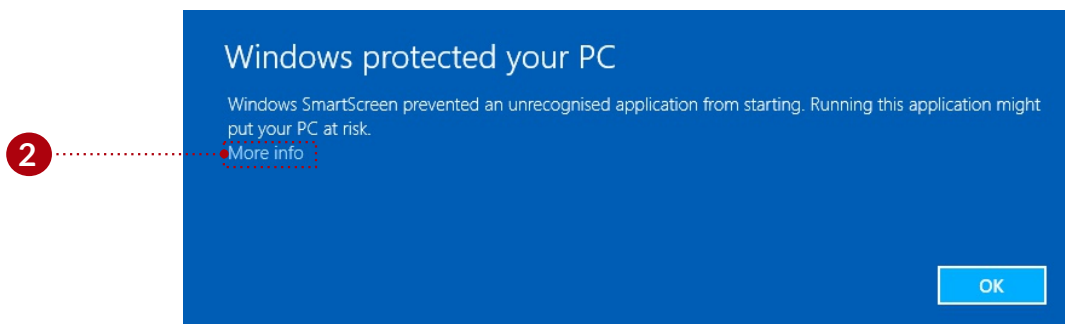 Windows protected your PC
Windows SmartScreen prevented an unrecognised application from starting. Running this application might
put your PC at risk.
2
More info
OK